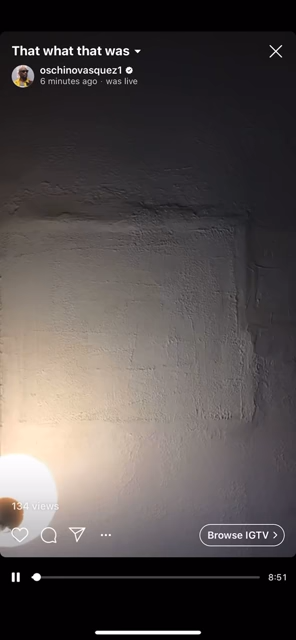 That what that was
oschinovasquez1
6 minutes ago · was live
134 views
Browse IGTV >
8:51